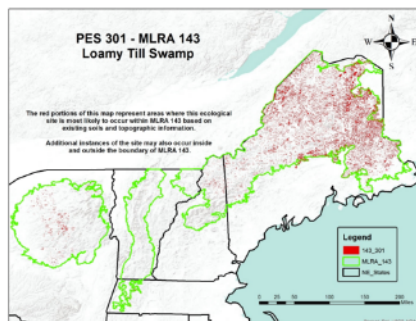 PES 301 - MLRA 143
Loamy Till Swamp
N
W
E
S
The red portions of this map represent areas where this ecological
site is most likely to occur within MLRA 143 based on
existing soils and topographic information.
Additional instances of the site may also occur inside
and outside the boundary of MLRA 143.
Legend
143_301
MLRA_143
NE_States
0 25 50 100 150 200
Miles